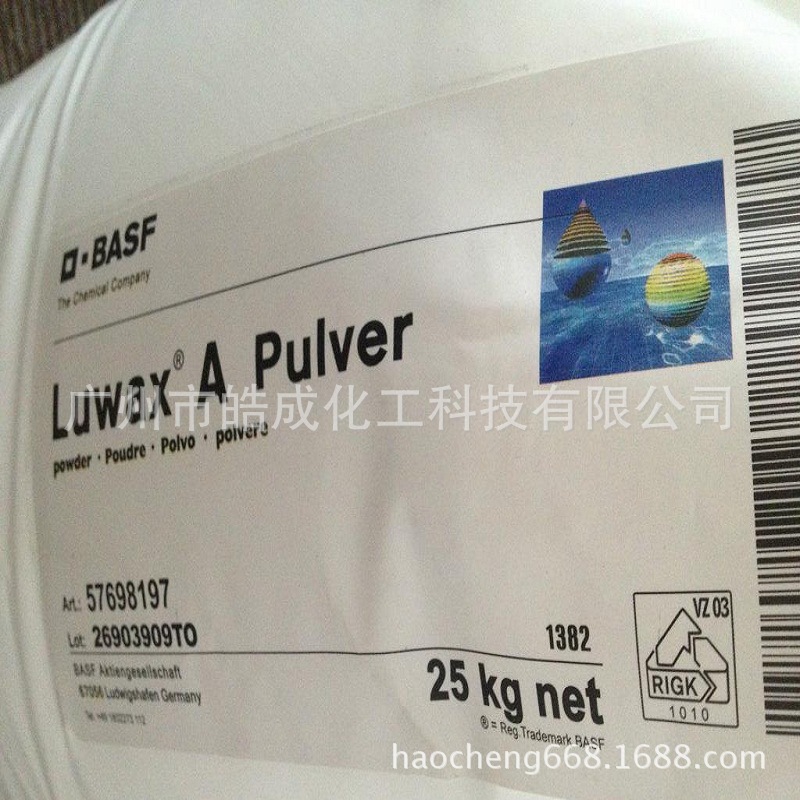 BASF
The Chemical Company
Luwax® A Pulver
广州市皓成化工科技有限公司
powder · Poudre · Polvo · polvere
Art.: 57698197
Lot: 26903909TO
1382
VZ 03
RIGK
1010
BASF Aktiengesellschaft
67056 Ludwigshafen Germany
25 kg net
® = Reg.Trademark BASF
haocheng668.1688.com